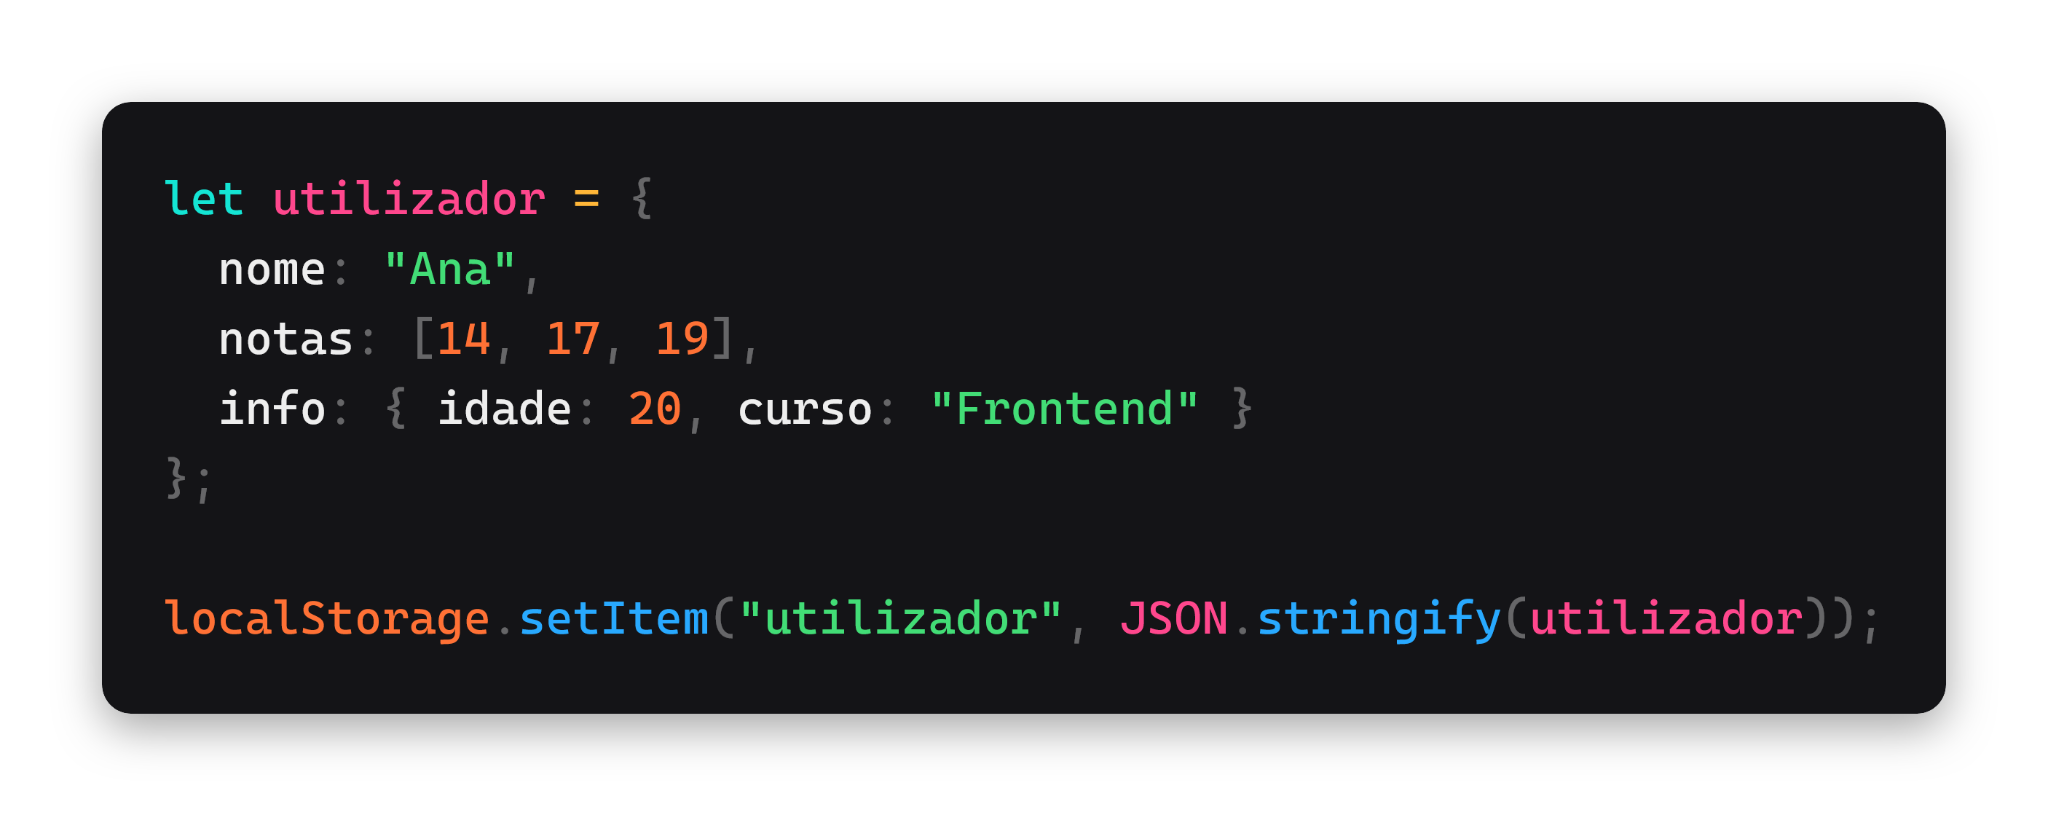 let utilizador = {
  nome: "Ana",
  notas: [14, 17, 19],
  info: { idade: 20, curso: "Frontend" }
};

localStorage.setItem("utilizador", JSON.stringify(utilizador));